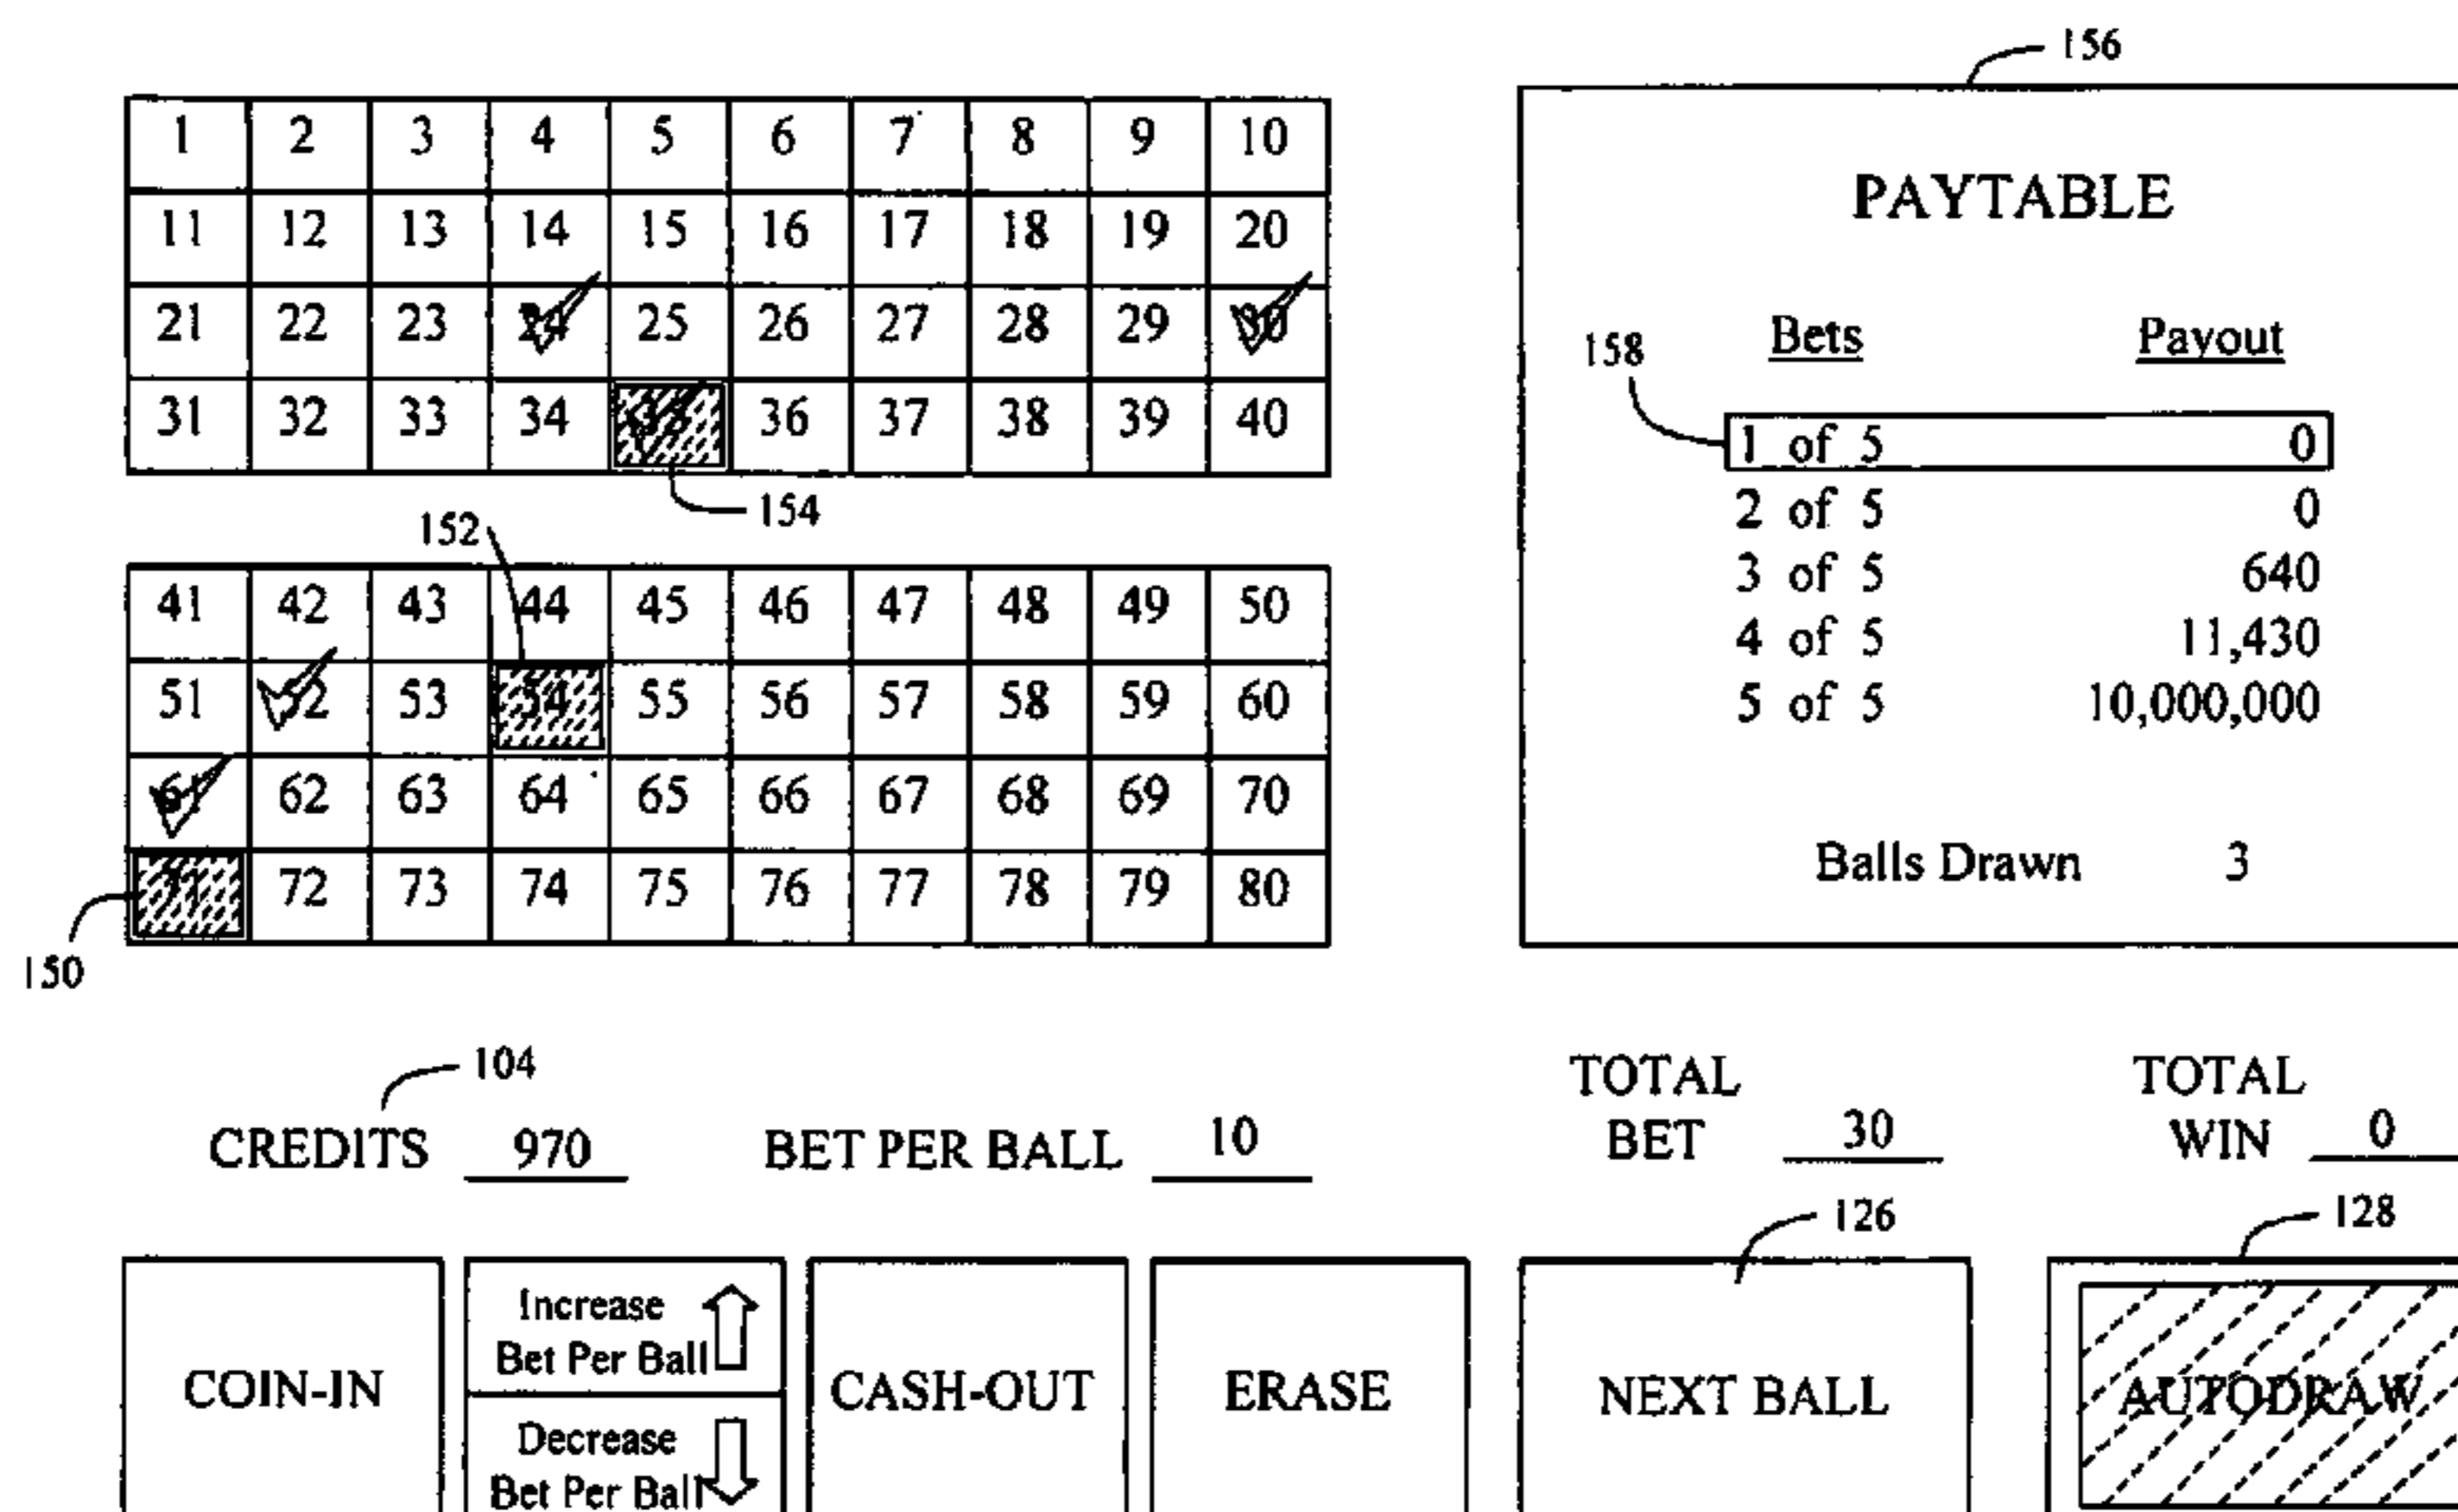 156
1 2 3 4 5 6 7 8 9 10
11 12 13 14 15 16 17 18 19 20
21 22 23 24 25 26 27 28 29 30
31 32 33 34 35 36 37 38 39 40
154
152
41 42 43 44 45 46 47 48 49 50
51 52 53 54 55 56 57 58 59 60
61 62 63 64 65 66 67 68 69 70
71 72 73 74 75 76 77 78 79 80
150
PAYTABLE
158
Bets Payout
1 of 5 0
2 of 5 0
3 of 5 640
4 of 5 11,430
5 of 5 10,000,000
Balls Drawn 3
104
CREDITS 970
BET PER BALL 10
TOTAL
BET 30
TOTAL
WIN 0
126
128
COIN-IN
Increase
Bet Per Ball
Decrease
Bet Per Ball
CASH-OUT
ERASE
NEXT BALL
AUTODRAW